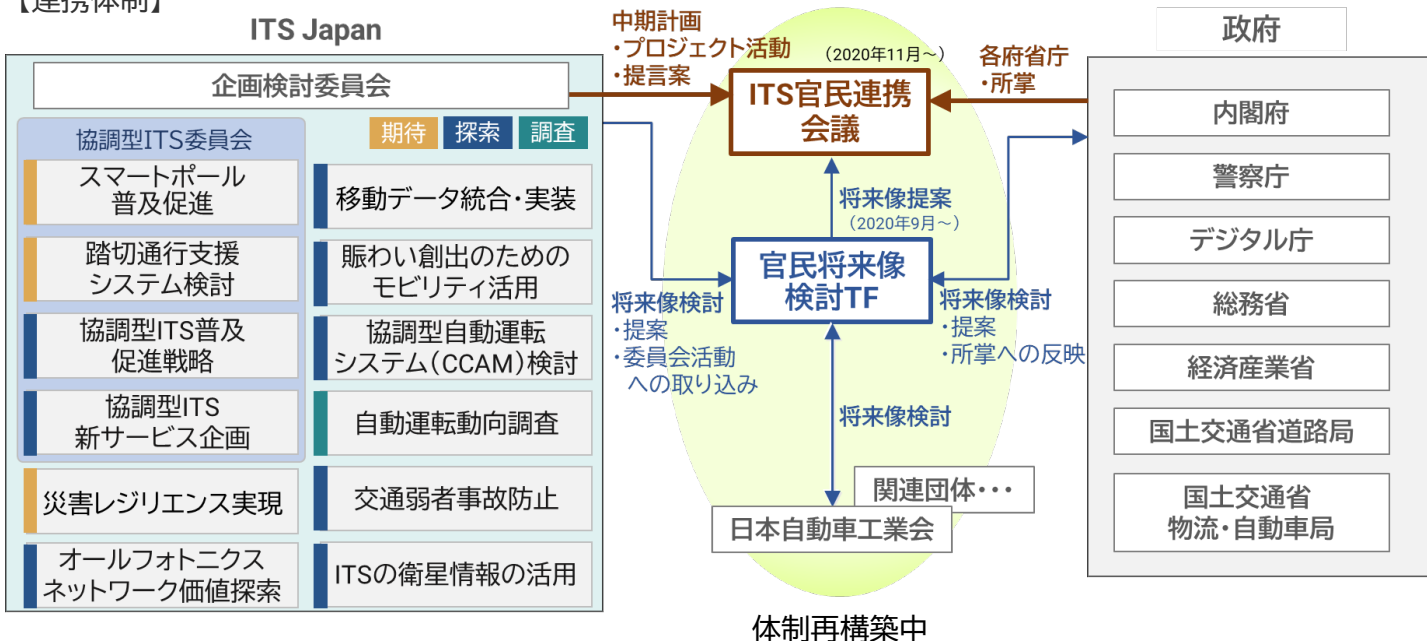 【連携体制】
ITS Japan
企画検討委員会
協調型ITS委員会
スマートポール
普及促進
踏切通行支援
システム検討
協調型ITS普及
促進戦略
協調型ITS
新サービス企画
災害レジリエンス実現
オールフォトニクス
ネットワーク価値探索
期待 探索 調査
移動データ統合・実装
賑わい創出のための
モビリティ活用
協調型自動運転
システム(CCAM)検討
自動運転動向調査
交通弱者事故防止
ITSの衛星情報の活用
中期計画
・プロジェクト活動
・提言案
(2020年11月~)
ITS官民連携
会議
各府省庁
・所掌
将来像提案
(2020年9月~)
官民将来像
検討TF
将来像検討
・提案
・委員会活動
への取り込み
将来像検討
・提案
・所掌への反映
将来像検討
関連団体・・・
日本自動車工業会
体制再構築中
政府
内閣府
警察庁
デジタル庁
総務省
経済産業省
国土交通省道路局
国土交通省
物流・自動車局